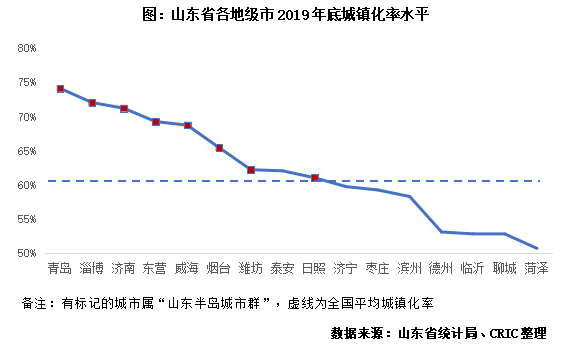 图：山东省各地级市2019年底城镇化率水平
80%
75%
70%
65%
60%
55%
50%
青岛 淄博 济南 东营 威海 烟台 潍坊 泰安 日照 济宁 枣庄 滨州 德州 临沂 聊城 菏泽
备注：有标记的城市属“山东半岛城市群”，虚线为全国平均城镇化率
数据来源：山东省统计局、CRIC整理